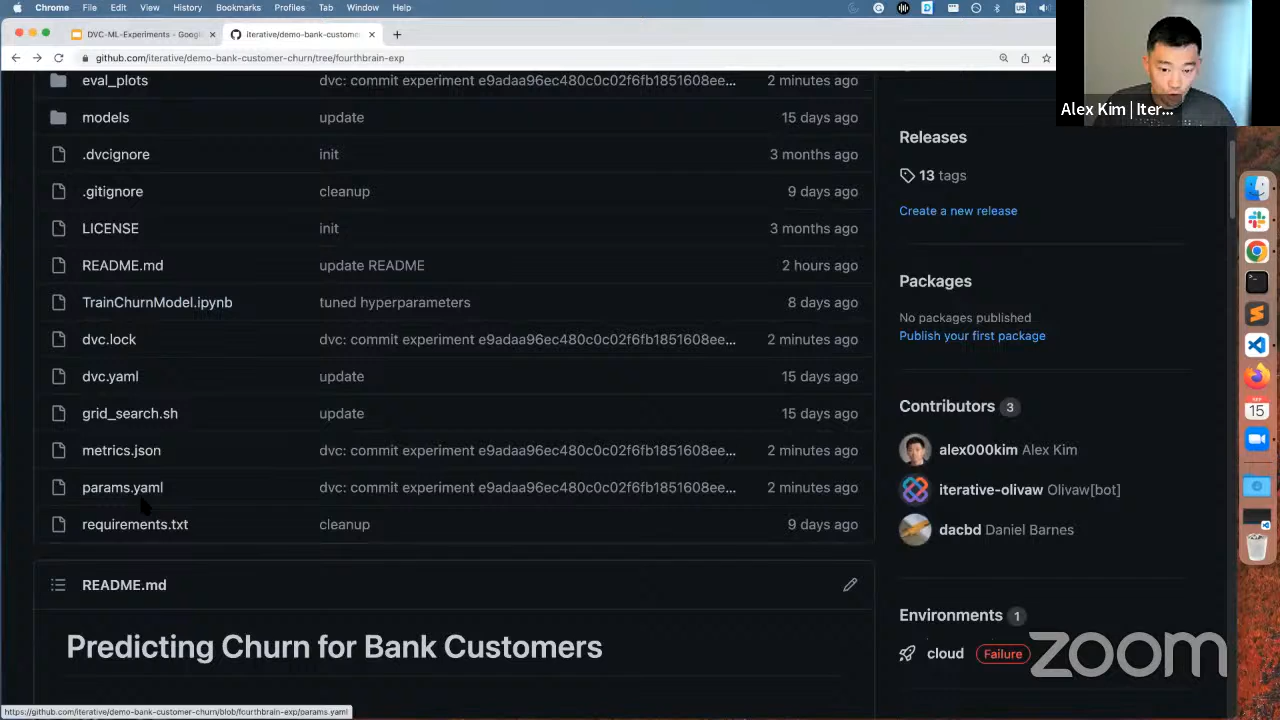 Chrome File Edit View History Bookmarks Profiles Tab Window Help
DVC-ML-Experiments - Google
iterative/demo-bank-custome
github.com/iterative/demo-bank-customer-churn/tree/fourthbrain-exp
Alex Kim | Iter...
eval_plots dvc: commit experiment e9adaa96ec480c0c02f6fb1851608ee... 2 minutes ago
models update 15 days ago
.dvcignore init 3 months ago
.gitignore cleanup 9 days ago
LICENSE init 3 months ago
README.md update README 2 hours ago
TrainChurnModel.ipynb tuned hyperparameters 8 days ago
dvc.lock dvc: commit experiment e9adaa96ec480c0c02f6fb1851608ee... 2 minutes ago
dvc.yaml update 15 days ago
grid_search.sh update 15 days ago
metrics.json dvc: commit experiment e9adaa96ec480c0c02f6fb1851608ee... 2 minutes ago
params.yaml dvc: commit experiment e9adaa96ec480c0c02f6fb1851608ee... 2 minutes ago
requirements.txt cleanup 9 days ago
README.md
Predicting Churn for Bank Customers
Releases
13 tags
Create a new release
Packages
No packages published
Publish your first package
Contributors 3
alex000kim Alex Kim
iterative-olivaw Olivaw[bot]
dacbd Daniel Barnes
Environments 1
cloud Failure
15
zoom
https://github.com/iterative/demo-bank-customer-churn/blob/fourthbrain-exp/params.yaml